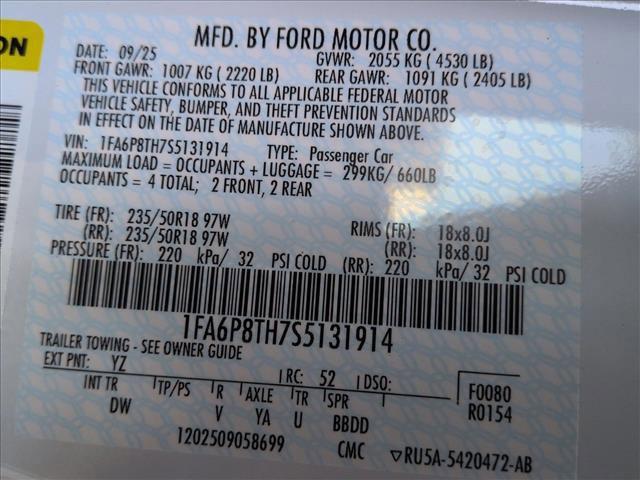 ON
MFD. BY FORD MOTOR CO.
DATE: 09/25 GVWR: 2055 KG ( 4530 LB)
FRONT GAWR: 1007 KG ( 2220 LB) REAR GAWR: 1091 KG ( 2405 LB)
THIS VEHICLE CONFORMS TO ALL APPLICABLE FEDERAL MOTOR
VEHICLE SAFETY, BUMPER, AND THEFT PREVENTION STANDARDS
IN EFFECT ON THE DATE OF MANUFACTURE SHOWN ABOVE.
VIN: 1FA6P8TH7S5131914 TYPE: Passenger Car
MAXIMUM LOAD = OCCUPANTS + LUGGAGE = 299KG/ 660LB
OCCUPANTS = 4 TOTAL; 2 FRONT, 2 REAR
TIRE (FR): 235/50R18 97W RIMS (FR): 18x8.0J
(RR): 235/50R18 97W (RR): 18x8.0J
PRESSURE (FR): 220 kPa/ 32 PSI COLD (RR): 220 kPa/ 32 PSI COLD
1FA6P8TH7S5131914
TRAILER TOWING - SEE OWNER GUIDE
EXT PNT: YZ RC: 52 DSO: F0080
INT TR TP/PS R AXLE TR SPR R0154
DW V YA U BBDD
1202509058699 CMC ▽RU5A-5420472-AB